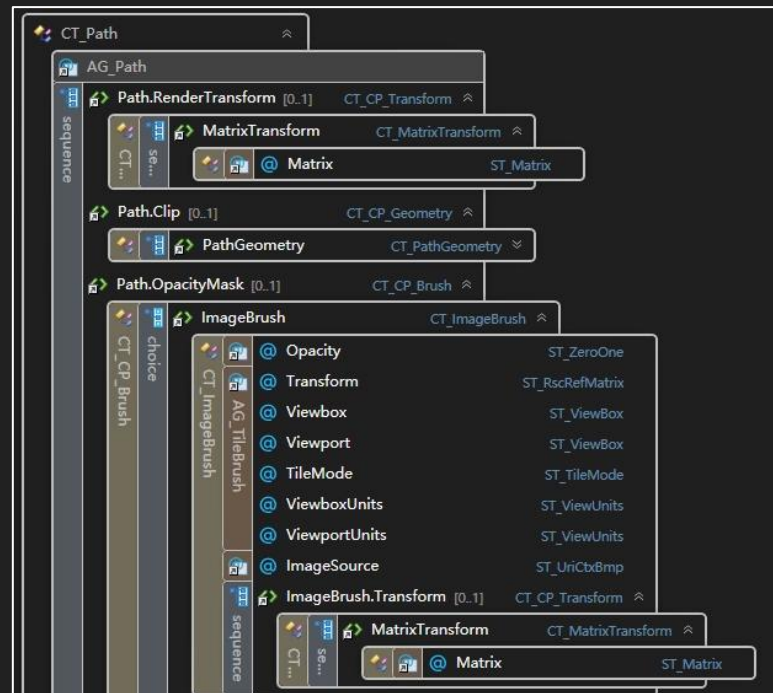 CT_Path
AG_Path
sequence
Path.RenderTransform [0..1] CT_CP_Transform
CT... se... MatrixTransform CT_MatrixTransform
@ Matrix ST_Matrix
Path.Clip [0..1] CT_CP_Geometry
PathGeometry CT_PathGeometry
Path.OpacityMask [0..1] CT_CP_Brush
CT_CP_Brush choice ImageBrush CT_ImageBrush
CT_ImageBrush
@ Opacity ST_ZeroOne
AG_TileBrush
@ Transform ST_RscRefMatrix
@ Viewbox ST_ViewBox
@ Viewport ST_ViewBox
@ TileMode ST_TileMode
@ ViewboxUnits ST_ViewUnits
@ ViewportUnits ST_ViewUnits
@ ImageSource ST_UriCtxBmp
sequence
ImageBrush.Transform [0..1] CT_CP_Transform
CT... se... MatrixTransform CT_MatrixTransform
@ Matrix ST_Matrix